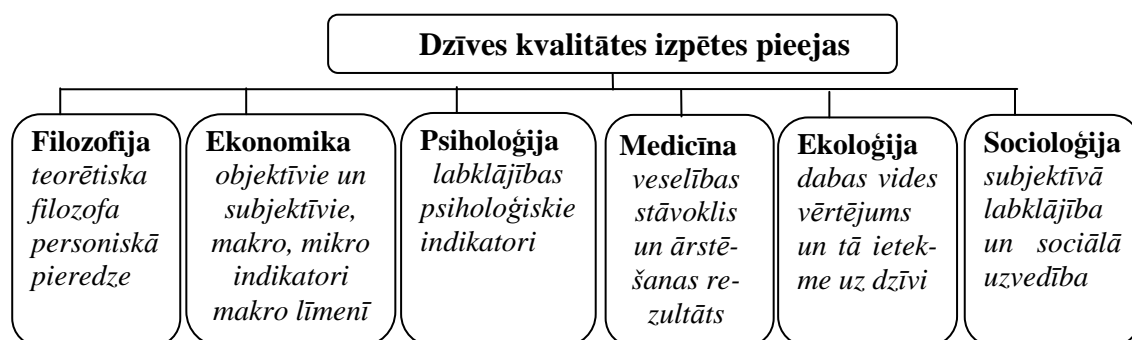 Dzīves kvalitātes izpētes pieejas
Filozofija
teorētiska
filozofa
personiskā
pieredze
Ekonomika
objektīvie un
subjektīvie,
makro, mikro
indikatori
makro līmenī
Psiholoģija
labklājības
psiholoģiskie
indikatori
Medicīna
veselības
stāvoklis
un ārstē-
šanas re-
zultāts
Ekoloģija
dabas vides
vērtējums
un tā ietek-
me uz dzīvi
Socioloģija
subjektīvā
labklājība
un sociālā
uzvedība